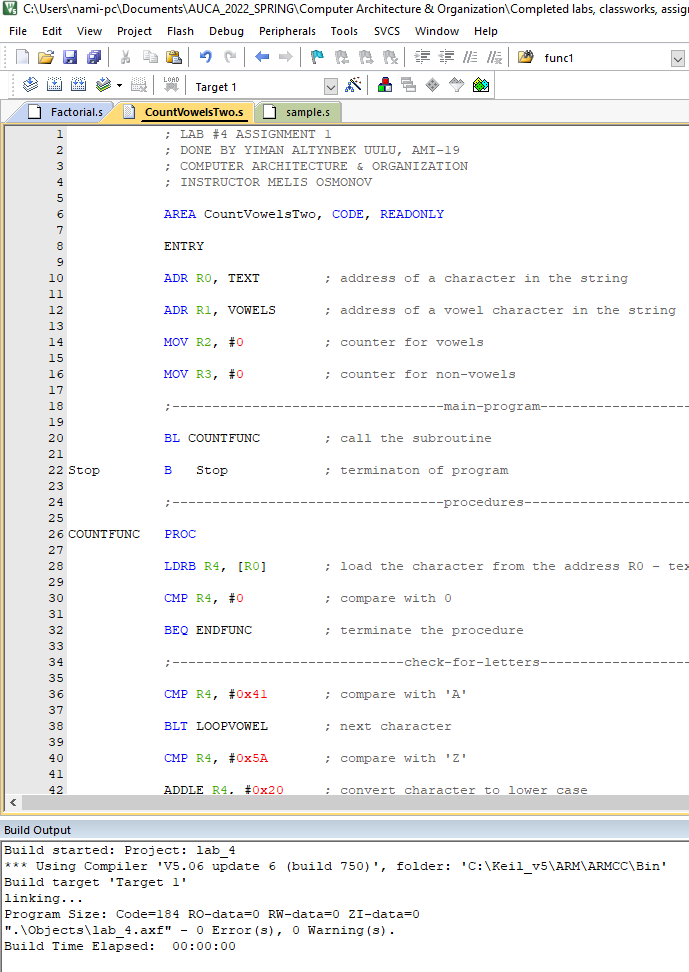 C:\Users\nami-pc\Documents\AUCA_2022_SPRING\Computer Architecture & Organization\Completed labs, classworks, assig
File Edit View Project Flash Debug Peripherals Tools SVCS Window Help
func1
LOAD Target 1
Factorial.s CountVowelsTwo.s sample.s
1 ; LAB #4 ASSIGNMENT 1
2 ; DONE BY YIMAN ALTYNBEK UULU, AMI-19
3 ; COMPUTER ARCHITECTURE & ORGANIZATION
4 ; INSTRUCTOR MELIS OSMONOV
5
6 AREA CountVowelsTwo, CODE, READONLY
7
8 ENTRY
9
10 ADR R0, TEXT ; address of a character in the string
11
12 ADR R1, VOWELS ; address of a vowel character in the string
13
14 MOV R2, #0 ; counter for vowels
15
16 MOV R3, #0 ; counter for non-vowels
17
18 ;----------------------------------main-program-------------------
19
20 BL COUNTFUNC ; call the subroutine
21
22 Stop B Stop ; terminaton of program
23
24 ;----------------------------------procedures---------------------
25
26 COUNTFUNC PROC
27
28 LDRB R4, [R0] ; load the character from the address R0 - tex
29
30 CMP R4, #0 ; compare with 0
31
32 BEQ ENDFUNC ; terminate the procedure
33
34 ;-----------------------------check-for-letters-------------------
35
36 CMP R4, #0x41 ; compare with 'A'
37
38 BLT LOOPVOWEL ; next character
39
40 CMP R4, #0x5A ; compare with 'Z'
41
42 ADDLE R4, #0x20 ; convert character to lower case
Build Output
Build started: Project: lab_4
*** Using Compiler 'V5.06 update 6 (build 750)', folder: 'C:\Keil_v5\ARM\ARMCC\Bin'
Build target 'Target 1'
linking...
Program Size: Code=184 RO-data=0 RW-data=0 ZI-data=0
".\Objects\lab_4.axf" - 0 Error(s), 0 Warning(s).
Build Time Elapsed:  00:00:00